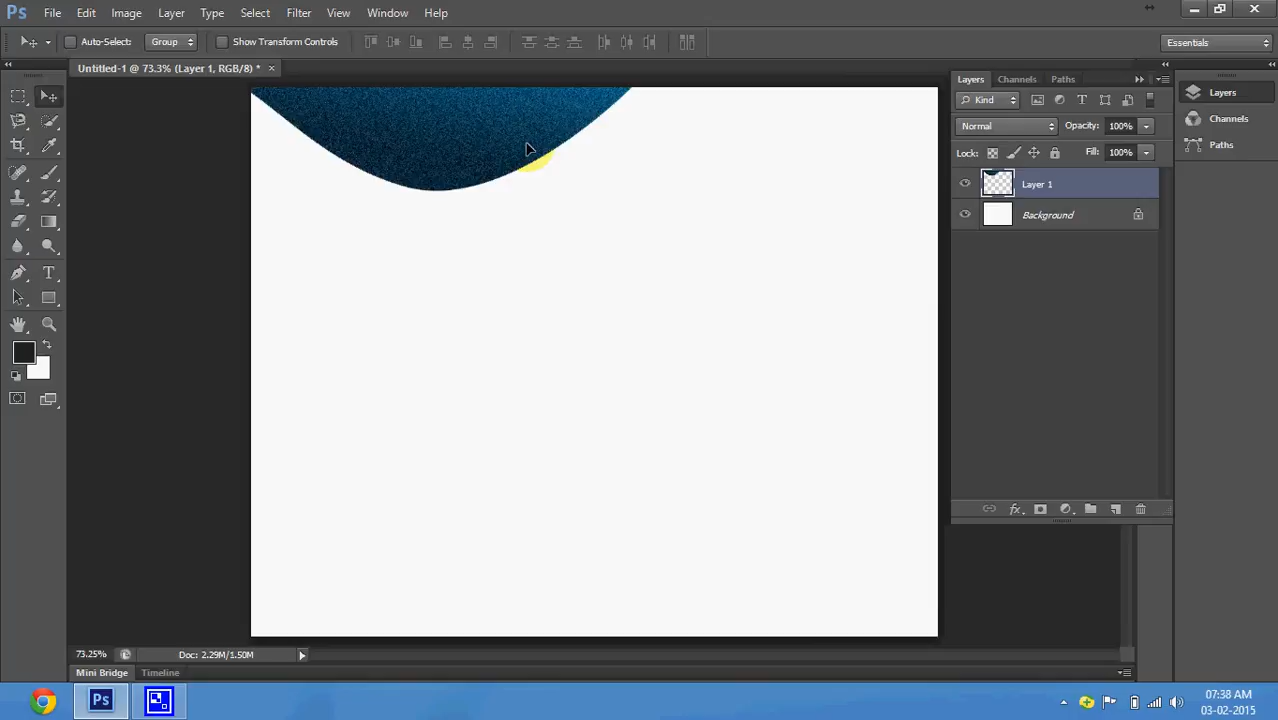 Ps File Edit Image Layer Type Select Filter View Window Help
Auto-Select: Group Show Transform Controls Essentials
Untitled-1 @ 73.3% (Layer 1, RGB/8) * ×
Layers Channels Paths
Kind T
Normal Opacity: 100%
Lock: Fill: 100%
Layer 1
Background
fx
Layers
Channels
Paths
T
73.25% Doc: 2.29M/1.50M
Mini Bridge Timeline
Ps
07:38 AM
03-02-2015